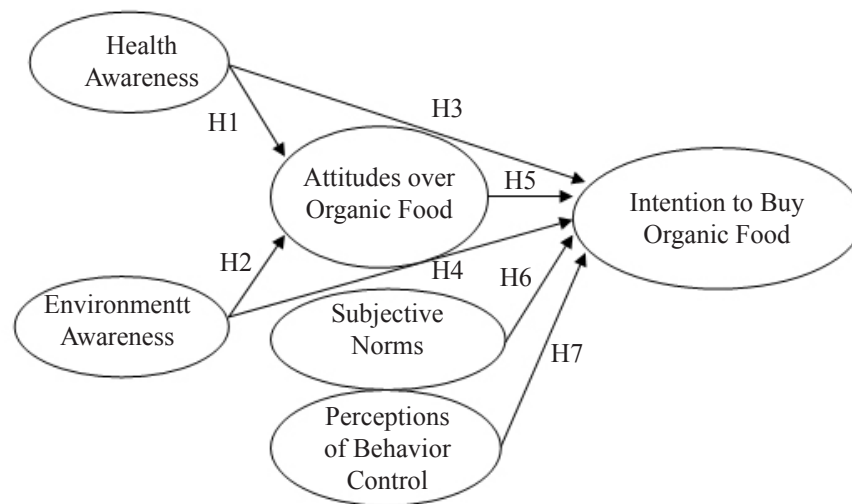 Health
Awareness
H3
H1
Attitudes over
Organic Food
H5
Intention to Buy
Organic Food
H2
H4
Environmentt
Awareness
H6
Subjective
Norms
H7
Perceptions
of Behavior
Control